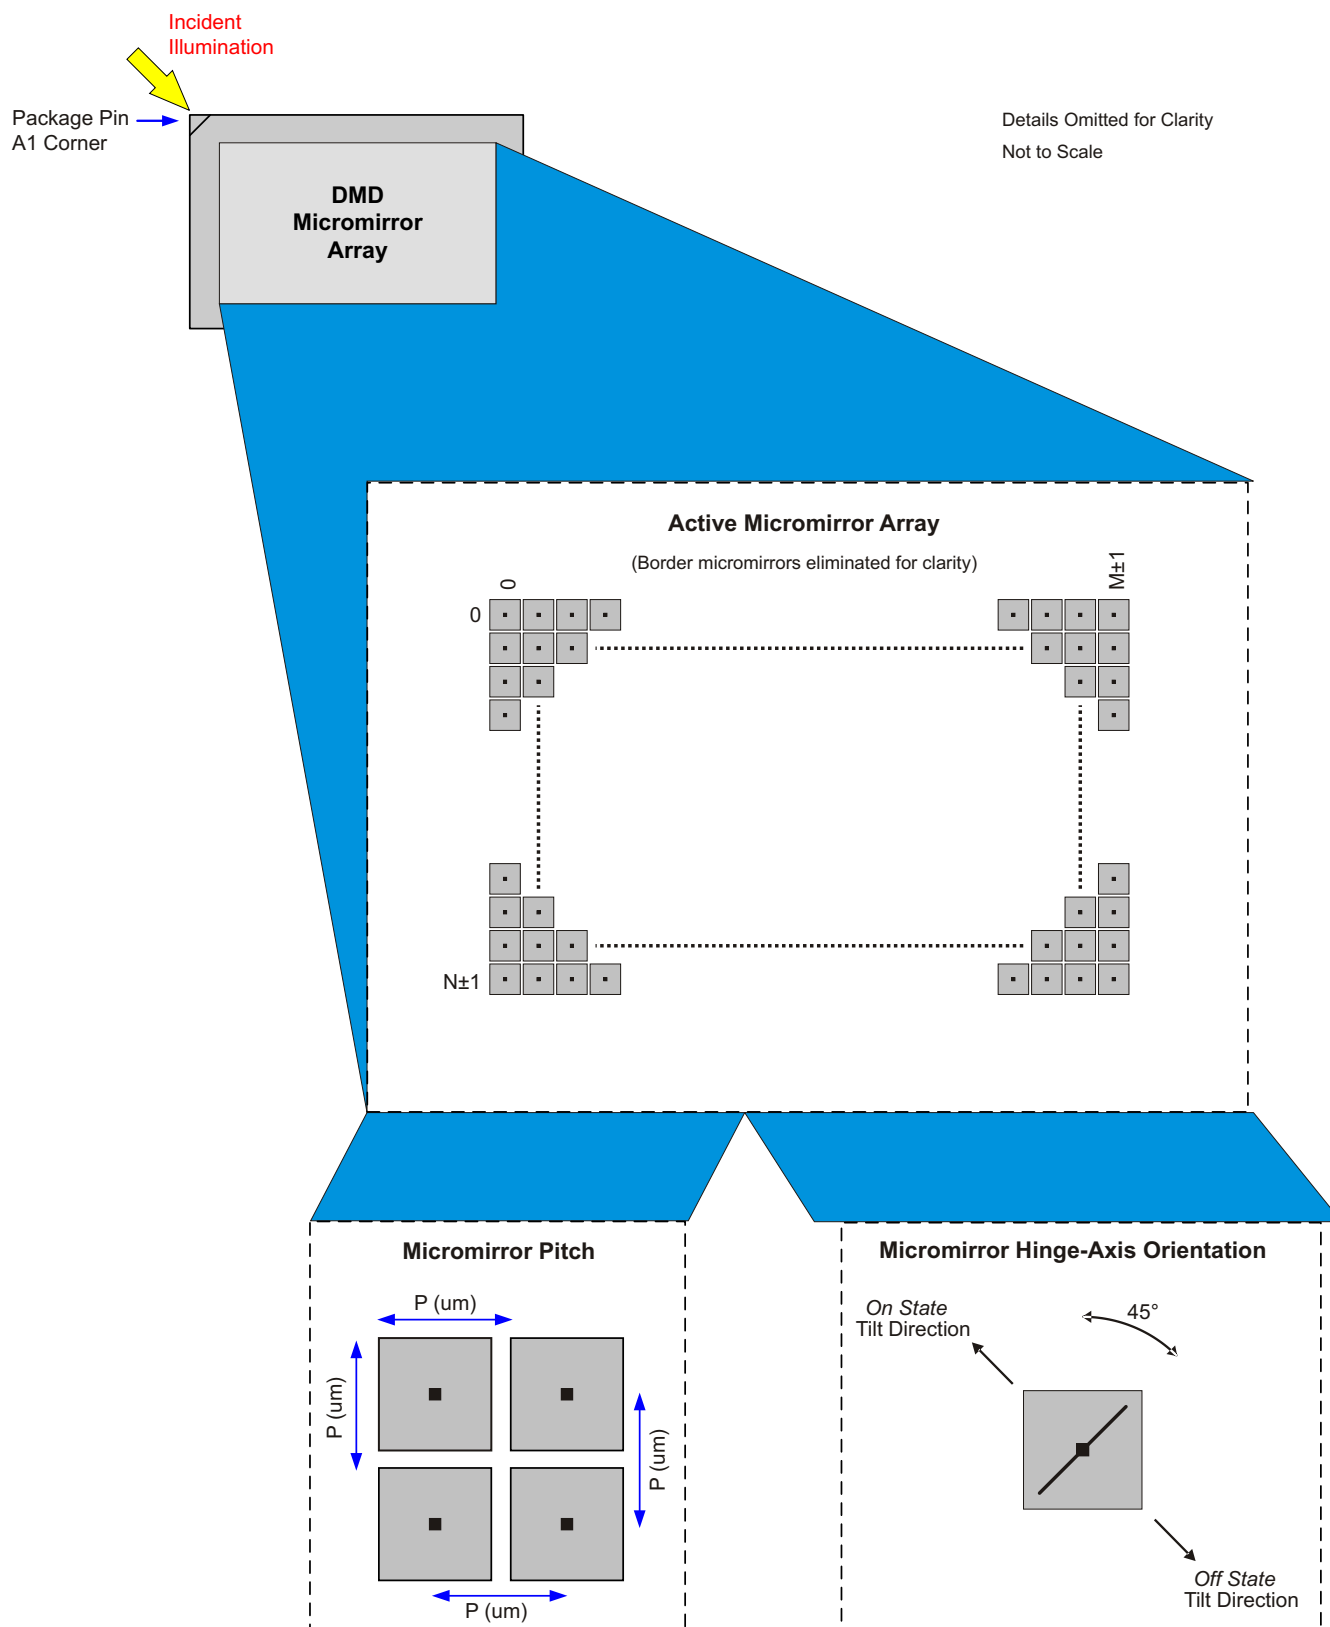 Incident
Illumination
Package Pin
A1 Corner
Details Omitted for Clarity
Not to Scale
DMD
Micromirror
Array
Active Micromirror Array
(Border micromirrors eliminated for clarity)
0
M±1
0
N±1
Micromirror Pitch
P (um)
P (um)
P (um)
P (um)
Micromirror Hinge-Axis Orientation
On State
Tilt Direction
45°
Off State
Tilt Direction